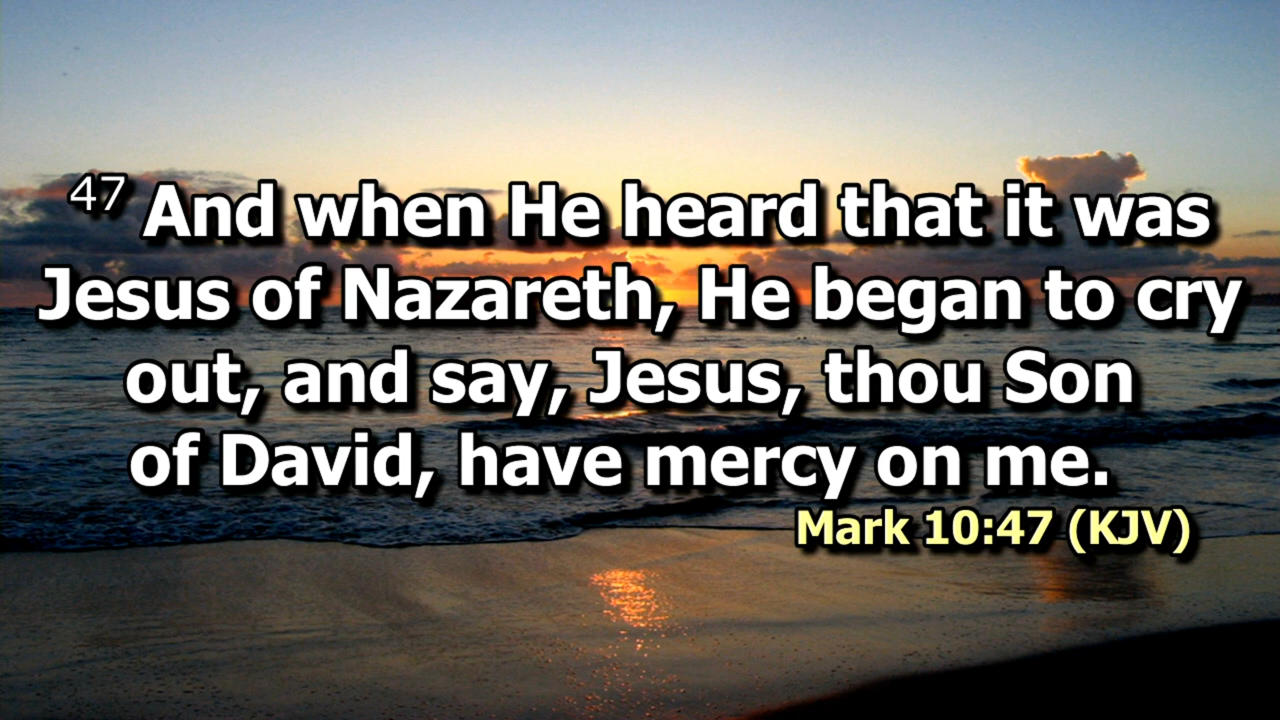 47 And when He heard that it was
Jesus of Nazareth, He began to cry
out, and say, Jesus, thou Son
of David, have mercy on me.
Mark 10:47 (KJV)